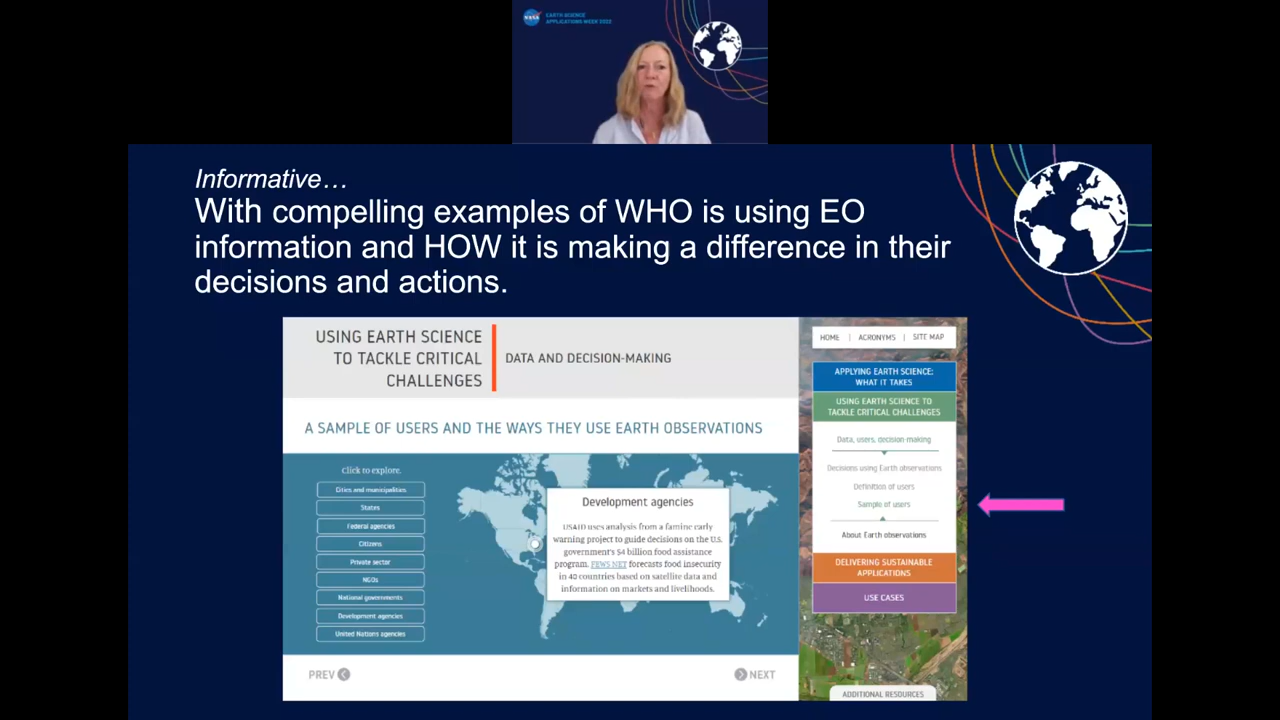 NASA
EARTH SCIENCE
APPLICATIONS WEEK 2022
Informative…
With compelling examples of WHO is using EO
information and HOW it is making a difference in their
decisions and actions.
USING EARTH SCIENCE
TO TACKLE CRITICAL
CHALLENGES
DATA AND DECISION-MAKING
A SAMPLE OF USERS AND THE WAYS THEY USE EARTH OBSERVATIONS
Click to explore.
Cities and municipalities
States
Federal agencies
Citizens
Private sector
NGOs
National governments
Development agencies
United Nations agencies
Development agencies
USAID uses analysis from a famine early
warning project to guide decisions on the U.S.
government's $4 billion food assistance
program. FEWS NET forecasts food insecurity
in 40 countries based on satellite data and
information on markets and livelihoods.
PREV
NEXT
HOME | ACRONYMS | SITE MAP
APPLYING EARTH SCIENCE:
WHAT IT TAKES
USING EARTH SCIENCE TO
TACKLE CRITICAL CHALLENGES
Data, users, decision-making
Decisions using Earth observations
Definition of users
Sample of users
About Earth observations
DELIVERING SUSTAINABLE
APPLICATIONS
USE CASES
ADDITIONAL RESOURCES